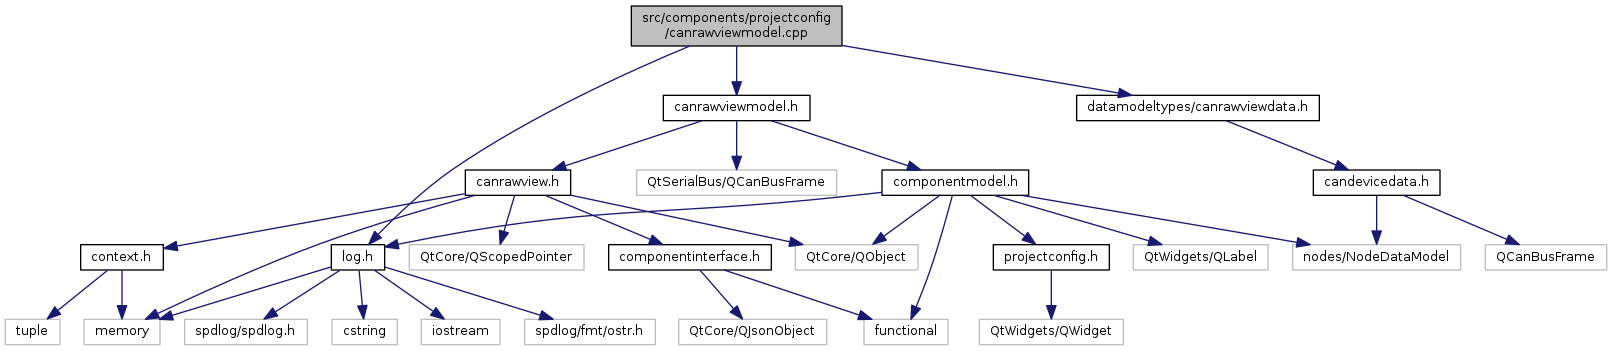 src/components/projectconfig
/canrawviewmodel.cpp
canrawviewmodel.h
datamodeltypes/canrawviewdata.h
canrawview.h
QtSerialBus/QCanBusFrame
componentmodel.h
candevicedata.h
context.h
log.h
QtCore/QScopedPointer
componentinterface.h
QtCore/QObject
projectconfig.h
QtWidgets/QLabel
nodes/NodeDataModel
QCanBusFrame
tuple
memory
spdlog/spdlog.h
cstring
iostream
spdlog/fmt/ostr.h
QtCore/QJsonObject
functional
QtWidgets/QWidget